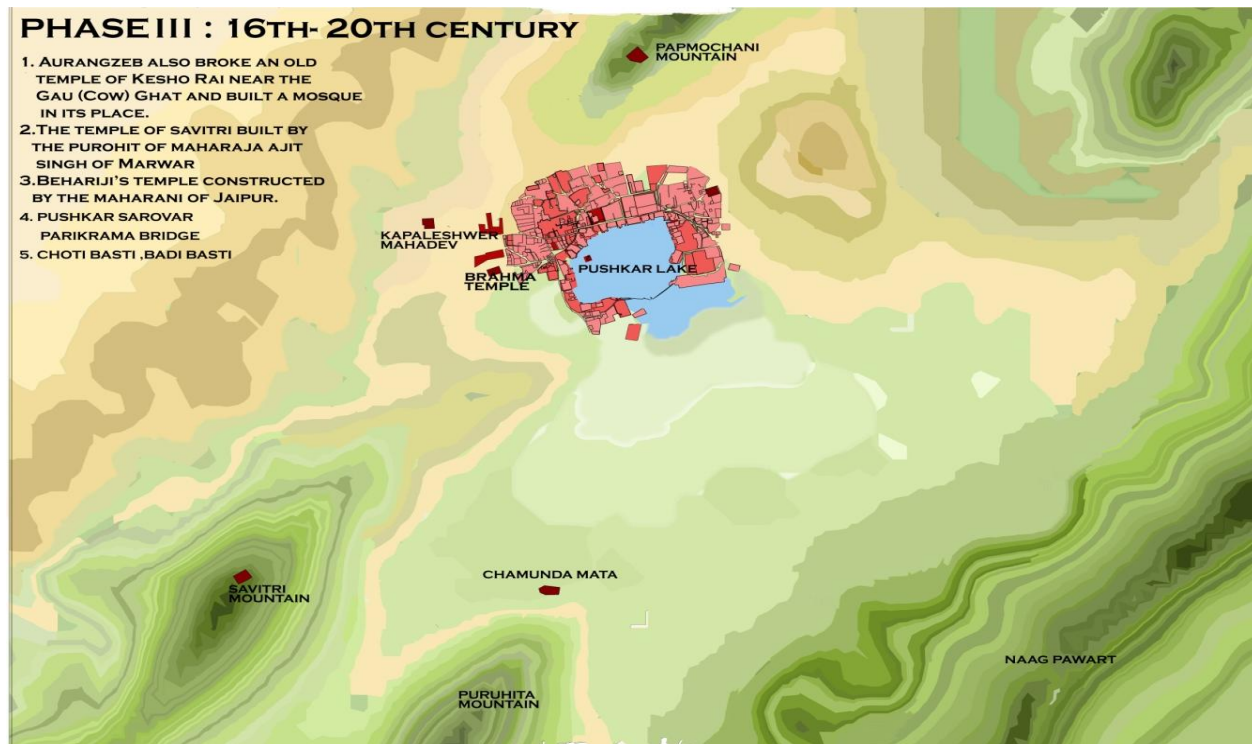 PHASE III : 16TH- 20TH CENTURY
1. AURANGZEB ALSO BROKE AN OLD
TEMPLE OF KESHO RAI NEAR THE
GAU (COW) GHAT AND BUILT A MOSQUE
IN ITS PLACE.
2.THE TEMPLE OF SAVITRI BUILT BY
THE PUROHIT OF MAHARAJA AJIT
SINGH OF MARWAR
3.BEHARIJI'S TEMPLE CONSTRUCTED
BY THE MAHARANI OF JAIPUR.
4. PUSHKAR SAROVAR
PARIKRAMA BRIDGE
5. CHOTI BASTI ,BADI BASTI
PAPMOCHANI
MOUNTAIN
KAPALESHWER
MAHADEV
BRAHMA
TEMPLE
PUSHKAR LAKE
SAVITRI
MOUNTAIN
CHAMUNDA MATA
PURUHITA
MOUNTAIN
NAAG PAWART